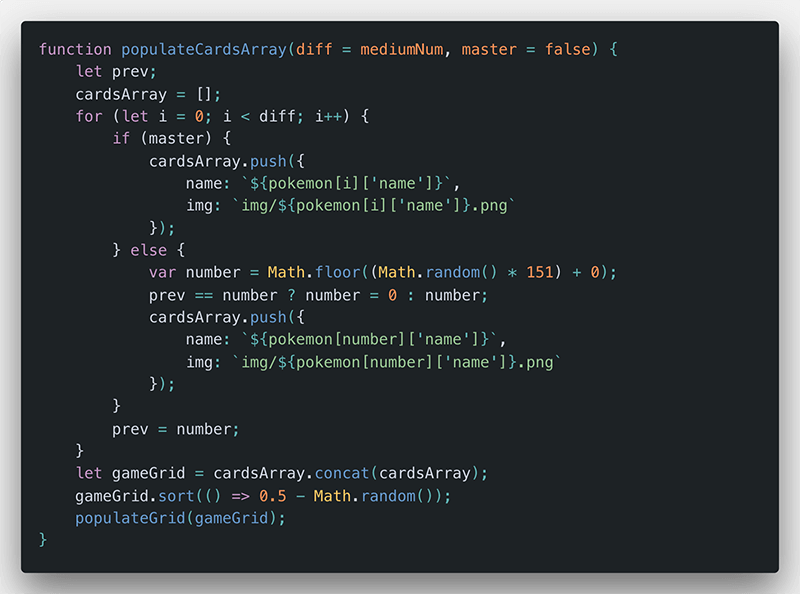 function populateCardsArray(diff = mediumNum, master = false) {
    let prev;
    cardsArray = [];
    for (let i = 0; i < diff; i++) {
        if (master) {
            cardsArray.push({
                name: `${pokemon[i]['name']}`,
                img: `img/${pokemon[i]['name']}.png`
            });
        } else {
            var number = Math.floor((Math.random() * 151) + 0);
            prev == number ? number = 0 : number;
            cardsArray.push({
                name: `${pokemon[number]['name']}`,
                img: `img/${pokemon[number]['name']}.png`
            });
        }
        prev = number;
    }
    let gameGrid = cardsArray.concat(cardsArray);
    gameGrid.sort(() => 0.5 - Math.random());
    populateGrid(gameGrid);
}